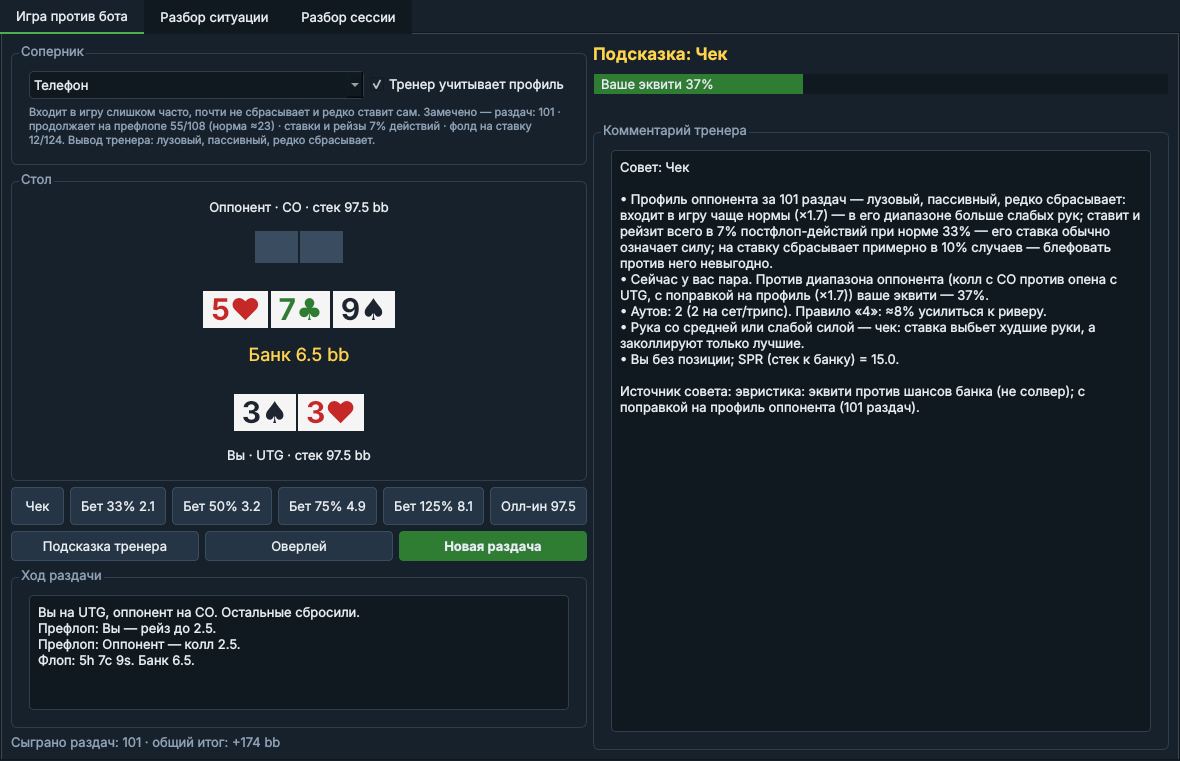 Игра против бота
Разбор ситуации
Разбор сессии
Соперник
Телефон
✓ Тренер учитывает профиль
Входит в игру слишком часто, почти не сбрасывает и редко ставит сам. Замечено — раздач: 101 ·
продолжает на префлопе 55/108 (норма ≈23) · ставки и рейзы 7% действий · фолд на ставку
12/124. Вывод тренера: лузовый, пассивный, редко сбрасывает.
Стол
Оппонент · CO · стек 97.5 bb
5♥ 7♣ 9♠
Банк 6.5 bb
3♠ 3♥
Вы · UTG · стек 97.5 bb
Чек
Бет 33% 2.1
Бет 50% 3.2
Бет 75% 4.9
Бет 125% 8.1
Олл-ин 97.5
Подсказка тренера
Оверлей
Новая раздача
Ход раздачи
Вы на UTG, оппонент на CO. Остальные сбросили.
Префлоп: Вы — рейз до 2.5.
Префлоп: Оппонент — колл 2.5.
Флоп: 5h 7c 9s. Банк 6.5.
Сыграно раздач: 101 · общий итог: +174 bb
Подсказка: Чек
Ваше эквити 37%
Комментарий тренера
Совет: Чек
• Профиль оппонента за 101 раздач — лузовый, пассивный, редко сбрасывает:
входит в игру чаще нормы (×1.7) — в его диапазоне больше слабых рук; ставит и
рейзит всего в 7% постфлоп-действий при норме 33% — его ставка обычно
означает силу; на ставку сбрасывает примерно в 10% случаев — блефовать
против него невыгодно.
• Сейчас у вас пара. Против диапазона оппонента (колл с CO против опена с
UTG, с поправкой на профиль (×1.7)) ваше эквити — 37%.
• Аутов: 2 (2 на сет/трипс). Правило «4»: ≈8% усилиться к риверу.
• Рука со средней или слабой силой — чек: ставка выбьет худшие руки, а
заколлируют только лучшие.
• Вы без позиции; SPR (стек к банку) = 15.0.
Источник совета: эвристика: эквити против шансов банка (не солвер); с
поправкой на профиль оппонента (101 раздач).